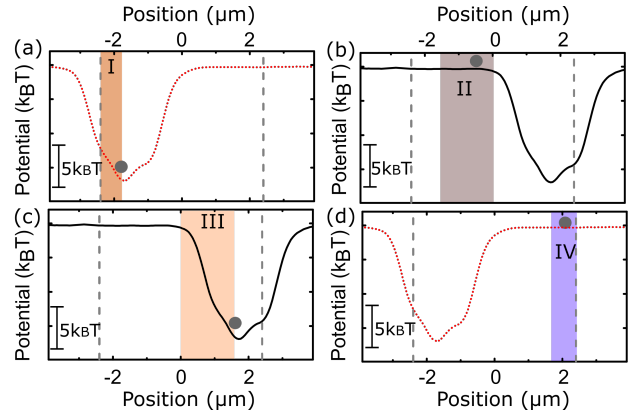 Position (μm)
Position (μm)
-2 0 2
-2 0 2
(a)
I
Potential (kBT)
5kBT
(b)
II
Potential (kBT)
5kBT
(c)
III
Potential (kBT)
5kBT
(d)
IV
Potential (kBT)
5kBT
-2 0 2
-2 0 2
Position (μm)
Position (μm)